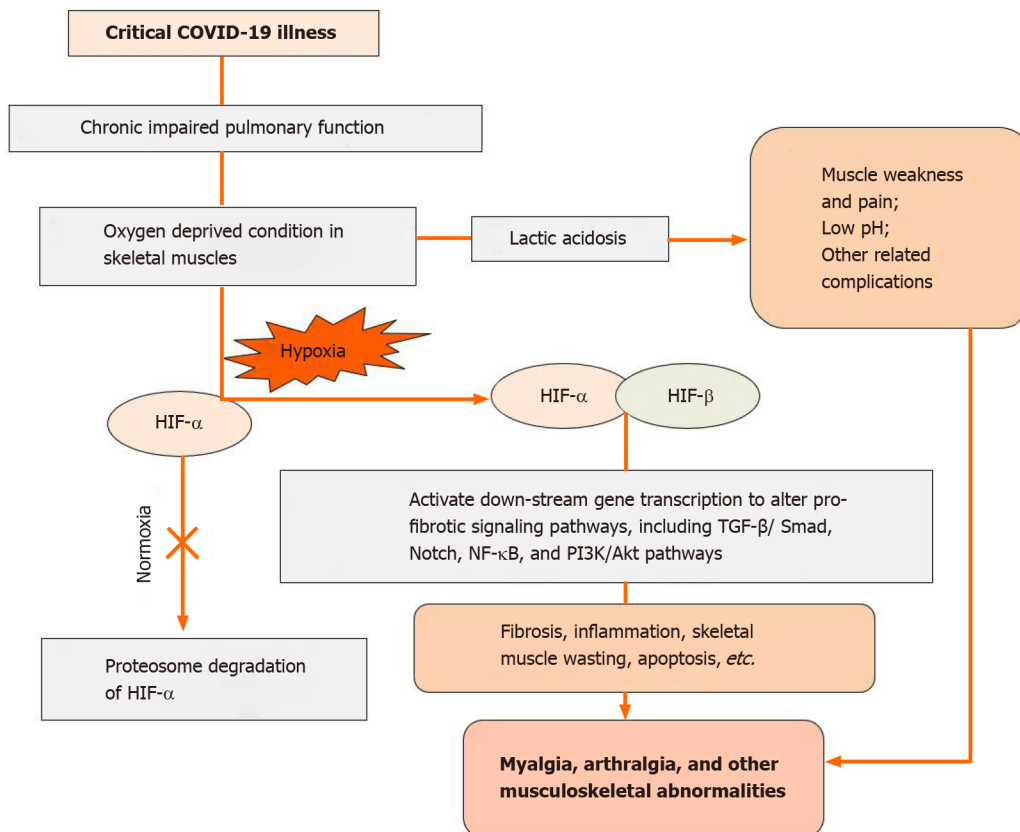 Critical COVID-19 illness
Chronic impaired pulmonary function
Oxygen deprived condition in
skeletal muscles
Lactic acidosis
Muscle weakness
and pain;
Low pH;
Other related
complications
Hypoxia
HIF-α
HIF-α
HIF-β
Normoxia
Activate down-stream gene transcription to alter pro-
fibrotic signaling pathways, including TGF-β/ Smad,
Notch, NF-κB, and PI3K/Akt pathways
Proteosome degradation
of HIF-α
Fibrosis, inflammation, skeletal
muscle wasting, apoptosis, etc.
Myalgia, arthralgia, and other
musculoskeletal abnormalities